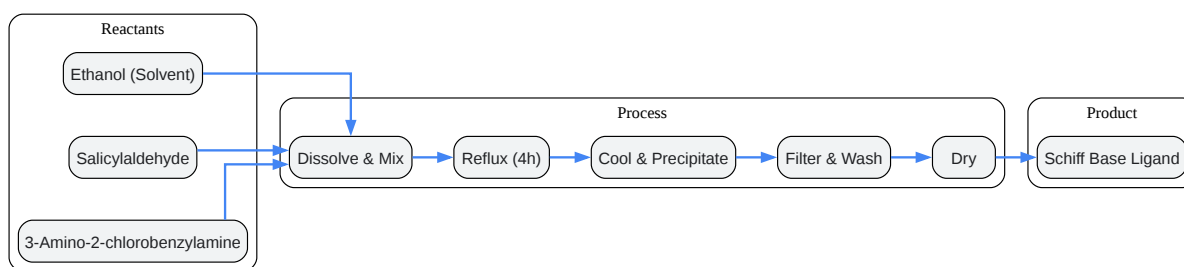 Reactants
Ethanol (Solvent)
Salicylaldehyde
3-Amino-2-chlorobenzylamine
Process
Dissolve & Mix
Reflux (4h)
Cool & Precipitate
Filter & Wash
Dry
Product
Schiff Base Ligand